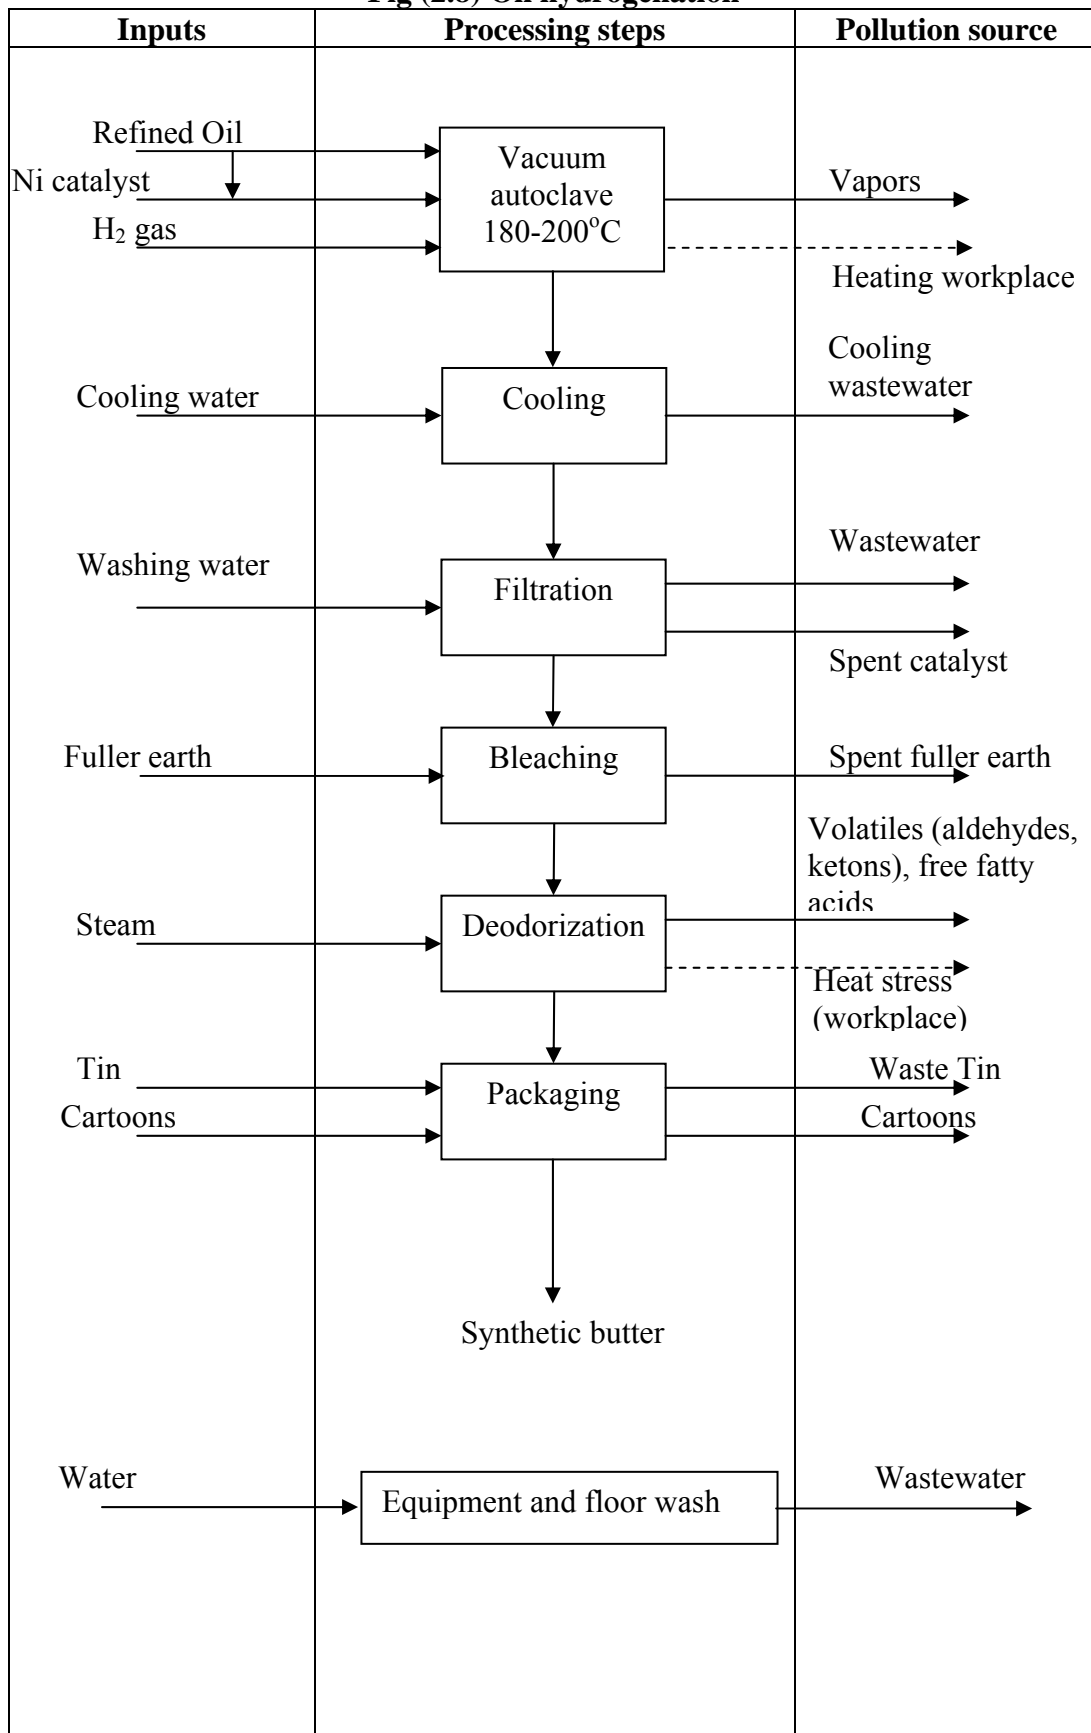 Fig (2.8) Oil hydrogenation
Inputs
Processing steps
Pollution source
Refined Oil
Ni catalyst
H₂ gas
Vacuum
autoclave
180-200°C
Vapors
Heating workplace
Cooling water
Cooling
Cooling
wastewater
Washing water
Filtration
Wastewater
Spent catalyst
Fuller earth
Bleaching
Spent fuller earth
Steam
Deodorization
Volatiles (aldehydes,
ketons), free fatty
acids
Heat stress
(workplace)
Tin
Cartoons
Packaging
Waste Tin
Cartoons
Synthetic butter
Water
Equipment and floor wash
Wastewater